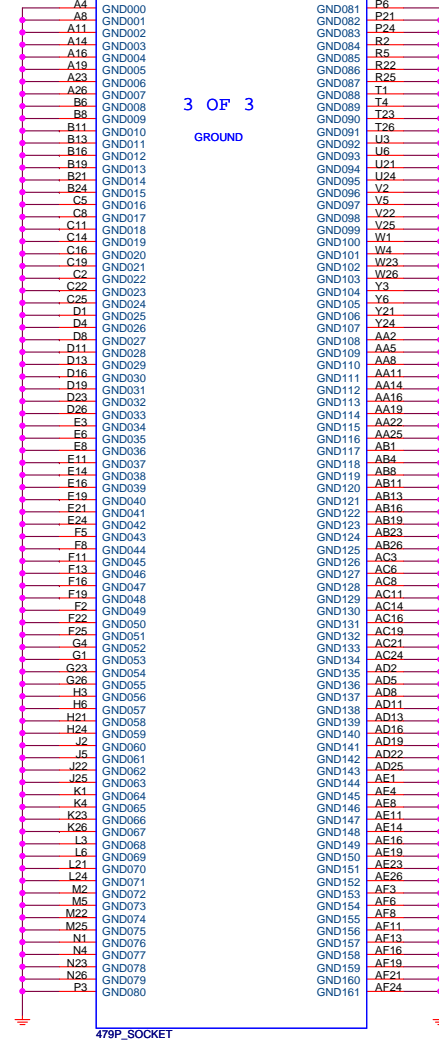 A4 GND000 GND081 P6
A8 GND001 GND082 P21
A11 GND002 GND083 P24
A14 GND003 GND084 R2
A16 GND004 GND085 R5
A19 GND005 GND086 R22
A23 GND006 GND087 R25
A26 GND007 GND088 T1
B6 GND008 3 OF 3 GND089 T4
B8 GND009 GND090 T23
B11 GND010 GND091 T26
B13 GND011 GROUND GND092 U3
B16 GND012 GND093 U6
B19 GND013 GND094 U21
B21 GND014 GND095 U24
B24 GND015 GND096 V2
C5 GND016 GND097 V5
C8 GND017 GND098 V22
C11 GND018 GND099 V25
C14 GND019 GND100 W1
C16 GND020 GND101 W4
C19 GND021 GND102 W23
C2 GND022 GND103 W26
C22 GND023 GND104 Y3
C25 GND024 GND105 Y6
D1 GND025 GND106 Y21
D4 GND026 GND107 Y24
D8 GND027 GND108 AA2
D11 GND028 GND109 AA5
D13 GND029 GND110 AA8
D16 GND030 GND111 AA11
D19 GND031 GND112 AA14
D23 GND032 GND113 AA16
D26 GND033 GND114 AA19
E3 GND034 GND115 AA22
E6 GND035 GND116 AA25
E8 GND036 GND117 AB1
E11 GND037 GND118 AB4
E14 GND038 GND119 AB8
E16 GND039 GND120 AB11
E19 GND040 GND121 AB13
E21 GND041 GND122 AB16
E24 GND042 GND123 AB19
F5 GND043 GND124 AB23
F8 GND044 GND125 AB26
F11 GND045 GND126 AC3
F13 GND046 GND127 AC6
F16 GND047 GND128 AC8
F19 GND048 GND129 AC11
F2 GND049 GND130 AC14
F22 GND050 GND131 AC16
F25 GND051 GND132 AC19
G4 GND052 GND133 AC21
G1 GND053 GND134 AC24
G23 GND054 GND135 AD2
G26 GND055 GND136 AD5
H3 GND056 GND137 AD8
H6 GND057 GND138 AD11
H21 GND058 GND139 AD13
H24 GND059 GND140 AD16
J2 GND060 GND141 AD19
J5 GND061 GND142 AD22
J22 GND062 GND143 AD25
J25 GND063 GND144 AE1
K1 GND064 GND145 AE4
K4 GND065 GND146 AE8
K23 GND066 GND147 AE11
K26 GND067 GND148 AE14
L3 GND068 GND149 AE16
L6 GND069 GND150 AE19
L21 GND070 GND151 AE23
L24 GND071 GND152 AE26
M2 GND072 GND153 AF3
M5 GND073 GND154 AF6
M22 GND074 GND155 AF8
M25 GND075 GND156 AF11
N1 GND076 GND157 AF13
N4 GND077 GND158 AF16
N23 GND078 GND159 AF19
N26 GND079 GND160 AF21
P3 GND080 GND161 AF24
479P_SOCKET